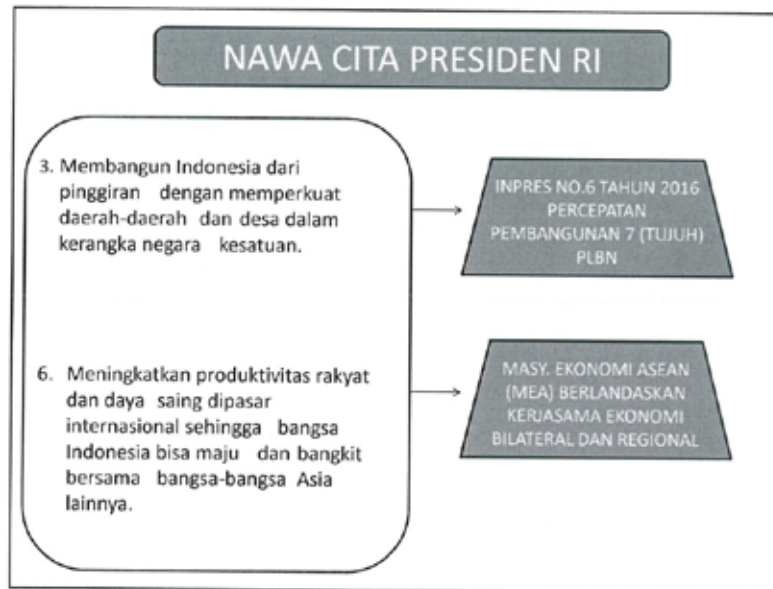 NAWA CITA PRESIDEN RI
3. Membangun Indonesia dari
pinggiran dengan memperkuat
daerah-daerah dan desa dalam
kerangka negara kesatuan.
INPRES NO.6 TAHUN 2016
PERCEPATAN
PEMBANGUNAN 7 (TUJUH)
PLBN
6. Meningkatkan produktivitas rakyat
dan daya saing dipasar
internasional sehingga bangsa
Indonesia bisa maju dan bangkit
bersama bangsa-bangsa Asia
lainnya.
MASY. EKONOMI ASEAN
(MEA) BERLANDASKAN
KERJASAMA EKONOMI
BILATERAL DAN REGIONAL